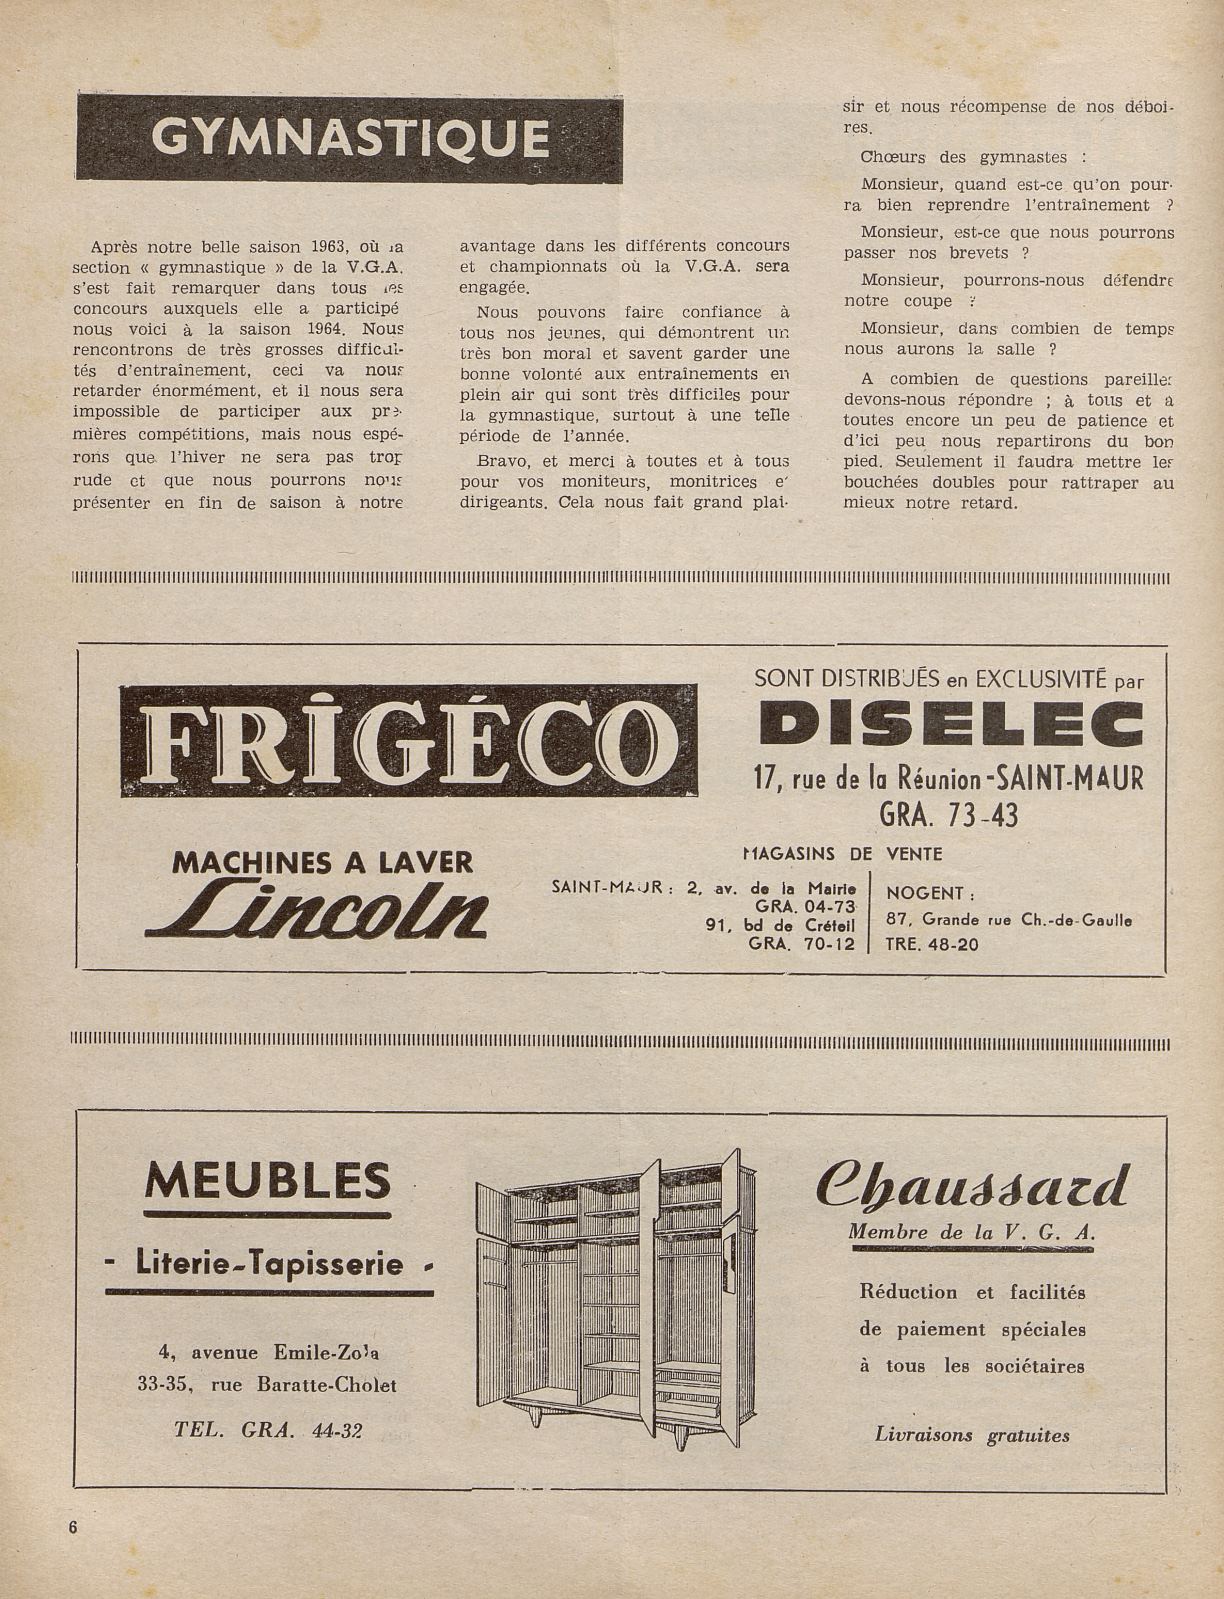 GYMNASTIQUE
Après notre belle saison 1963, où la
section « gymnastique » de la V.G.A.
s'est fait remarquer dans tous les
concours auxquels elle a participé
nous voici à la saison 1964. Nous
rencontrons de très grosses difficul-
tés d'entraînement, ceci va nous
retarder énormément, et il nous sera
impossible de participer aux pre-
mières compétitions, mais nous espé-
rons que l'hiver ne sera pas trop
rude et que nous pourrons nous
présenter en fin de saison à notre
avantage dans les différents concours
et championnats où la V.G.A. sera
engagée.
Nous pouvons faire confiance à
tous nos jeunes, qui démontrent un
très bon moral et savent garder une
bonne volonté aux entraînements en
plein air qui sont très difficiles pour
la gymnastique, surtout à une telle
période de l'année.
Bravo, et merci à toutes et à tous
pour vos moniteurs, monitrices et
dirigeants. Cela nous fait grand plai-
sir et nous récompense de nos déboi-
res.
Chœurs des gymnastes :
Monsieur, quand est-ce qu'on pour-
ra bien reprendre l'entraînement ?
Monsieur, est-ce que nous pourrons
passer nos brevets ?
Monsieur, pourrons-nous défendre
notre coupe ?
Monsieur, dans combien de temps
nous aurons la salle ?
A combien de questions pareilles
devons-nous répondre ; à tous et à
toutes encore un peu de patience et
d'ici peu nous repartirons du bon
pied. Seulement il faudra mettre les
bouchées doubles pour rattraper au
mieux notre retard.
FRIGÉCO
MACHINES A LAVER
Lincoln
SONT DISTRIBUÉS en EXCLUSIVITÉ par
DISELEC
17, rue de la Réunion - SAINT-MAUR
GRA. 73-43
MAGASINS DE VENTE
SAINT-MAUR : 2, av. de la Mairie
GRA. 04-73
91, bd de Créteil
GRA. 70-12
NOGENT :
87, Grande rue Ch.-de-Gaulle
TRE. 48-20
MEUBLES
- Literie-Tapisserie -
4, avenue Emile-Zola
33-35, rue Baratte-Cholet
TEL. GRA. 44-32
Chaussard
Membre de la V. G. A.
Réduction et facilités
de paiement spéciales
à tous les sociétaires
Livraisons gratuites
6